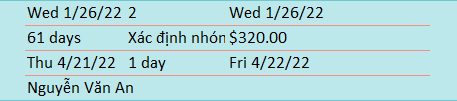 Wed 1/26/22 2 Wed 1/26/22
61 days Xác định nhón $320.00
Thu 4/21/22 1 day Fri 4/22/22
Nguyễn Văn An